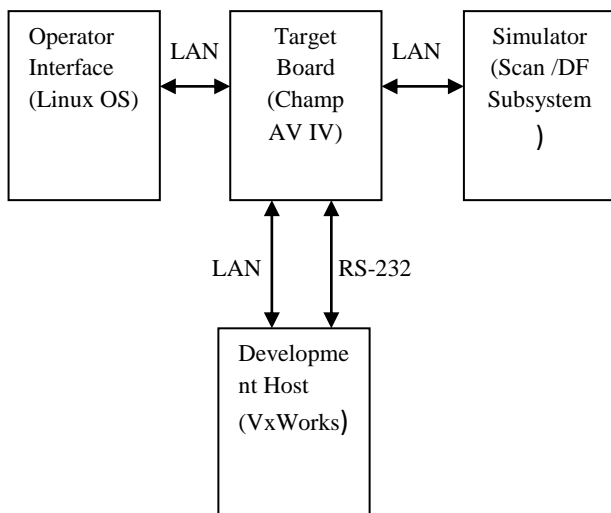 Operator
Interface
(Linux OS)
LAN
Target
Board
(Champ
AV IV)
LAN
Simulator
(Scan /DF
Subsystem
)
LAN
RS-232
Developme
nt Host
(VxWorks)